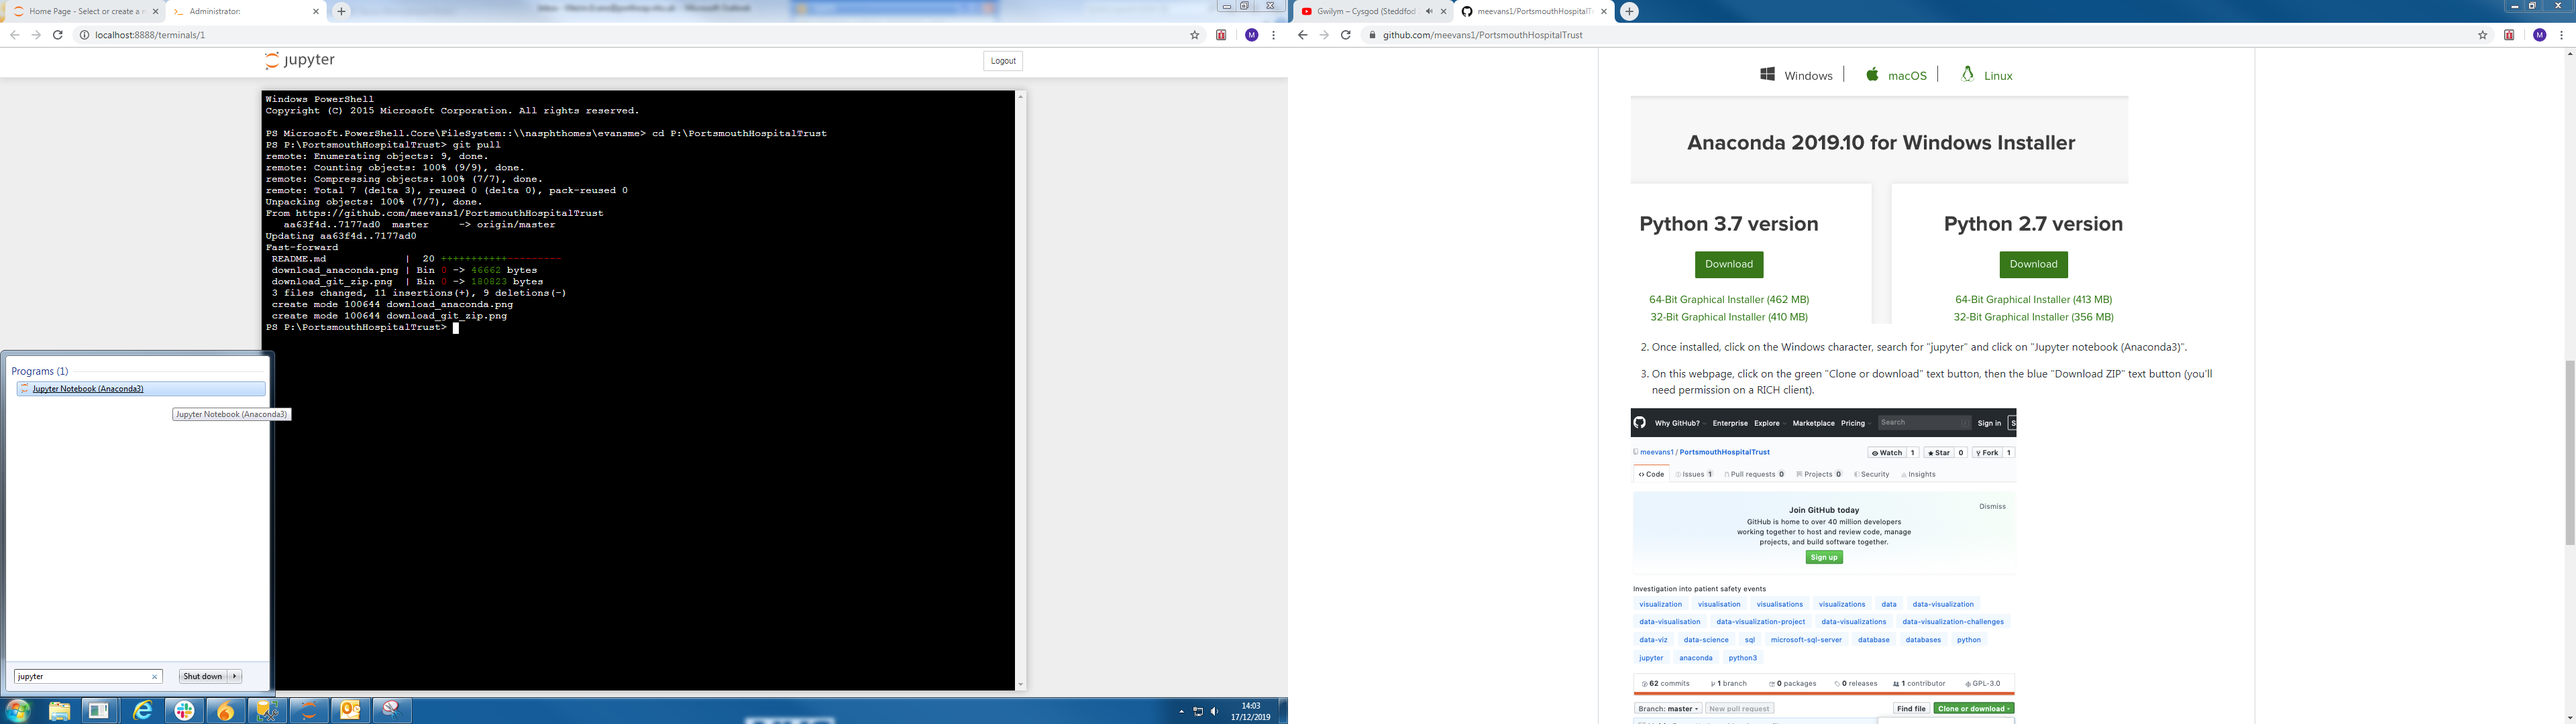 Home Page - Select or create a n
Administrator:
localhost:8888/terminals/1
M
jupyter
Logout
Windows PowerShell
Copyright (C) 2015 Microsoft Corporation. All rights reserved.
PS Microsoft.PowerShell.Core\FileSystem::\\nasphthomes\evansme> cd P:\PortsmouthHospitalTrust
PS P:\PortsmouthHospitalTrust> git pull
remote: Enumerating objects: 9, done.
remote: Counting objects: 100% (9/9), done.
remote: Compressing objects: 100% (7/7), done.
remote: Total 7 (delta 3), reused 0 (delta 0), pack-reused 0
Unpacking objects: 100% (7/7), done.
From https://github.com/meevans1/PortsmouthHospitalTrust
aa63f4d..7177ad0 master -> origin/master
Updating aa63f4d..7177ad0
Fast-forward
README.md | 20 +++++++++++---------
download_anaconda.png | Bin 0 -> 46662 bytes
download_git_zip.png | Bin 0 -> 180823 bytes
3 files changed, 11 insertions(+), 9 deletions(-)
create mode 100644 download_anaconda.png
create mode 100644 download_git_zip.png
PS P:\PortsmouthHospitalTrust>
Programs (1)
Jupyter Notebook (Anaconda3)
Jupyter Notebook (Anaconda3)
jupyter
Shut down
14:03
17/12/2019
Gwilym – Cysgod (Steddfod
meevans1/PortsmouthHospitalT
github.com/meevans1/PortsmouthHospitalTrust
M
Windows
macOS
Linux
Anaconda 2019.10 for Windows Installer
Python 3.7 version
Download
64-Bit Graphical Installer (462 MB)
32-Bit Graphical Installer (410 MB)
Python 2.7 version
Download
64-Bit Graphical Installer (413 MB)
32-Bit Graphical Installer (356 MB)
2. Once installed, click on the Windows character, search for "jupyter" and click on "Jupyter notebook (Anaconda3)".
3. On this webpage, click on the green "Clone or download" text button, then the blue "Download ZIP" text button (you'll
need permission on a RICH client).
Why GitHub? Enterprise Explore Marketplace Pricing Search / Sign in S
meevans1 / PortsmouthHospitalTrust
Watch 1 Star 0 Fork 1
Code Issues 1 Pull requests 0 Projects 0 Security Insights
Join GitHub today
Dismiss
GitHub is home to over 40 million developers
working together to host and review code, manage
projects, and build software together.
Sign up
Investigation into patient safety events
visualization visualisation visualisations visualizations data data-visualization
data-visualisation data-visualization-project data-visualizations data-visualization-challenges
data-viz data-science sql microsoft-sql-server database databases python
jupyter anaconda python3
62 commits 1 branch 0 packages 0 releases 1 contributor GPL-3.0
Branch: master New pull request Find file Clone or download